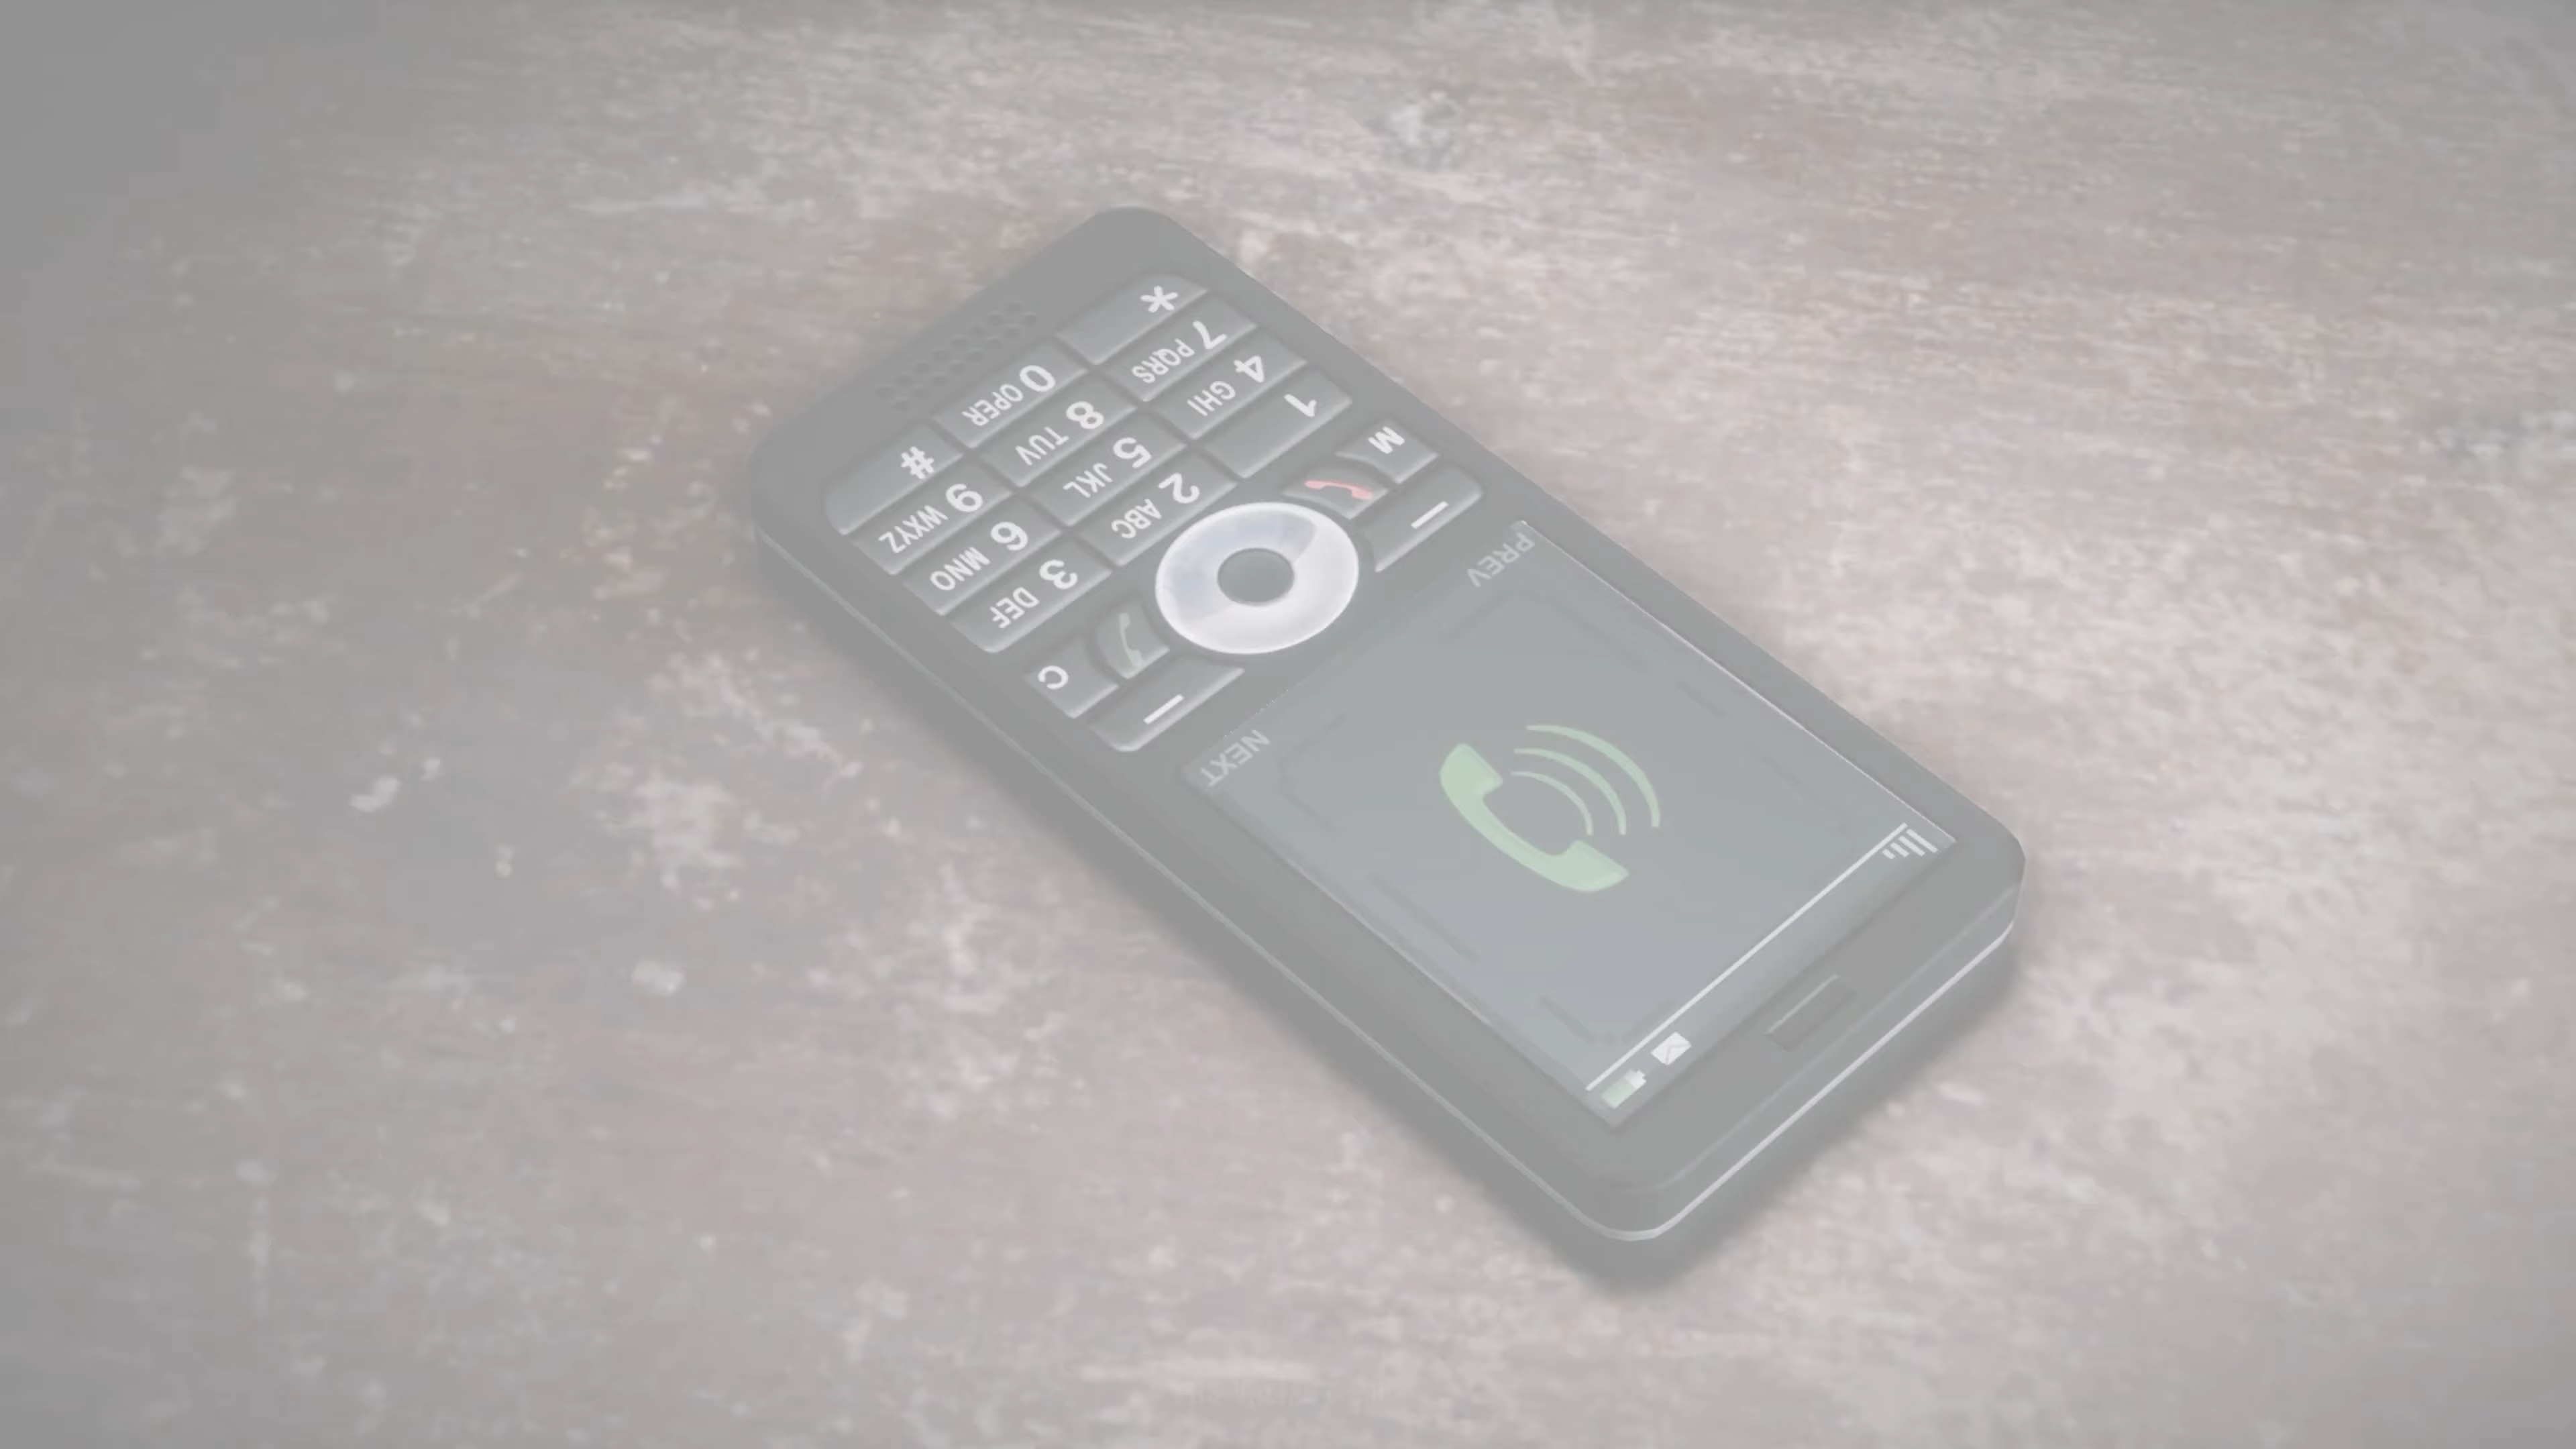 PREV NEXT
M C
1 2 ABC 3 DEF
4 GHI 5 JKL 6 MNO
7 PQRS 8 TUV 9 WXYZ
* 0 OPER #